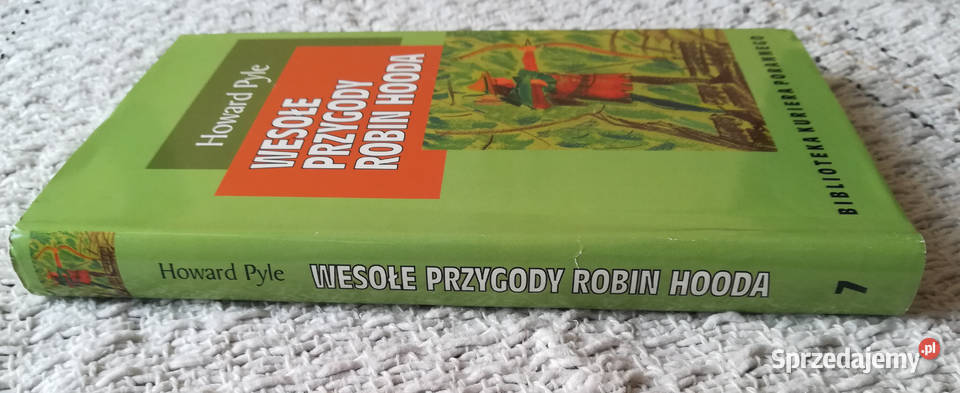 Howard Pyle
WESOŁE
PRZYGODY
ROBIN HOODA
BIBLIOTEKA KURIERA PORANNEGO
Howard Pyle WESOŁE PRZYGODY ROBIN HOODA 7
Sprzedajemy.pl